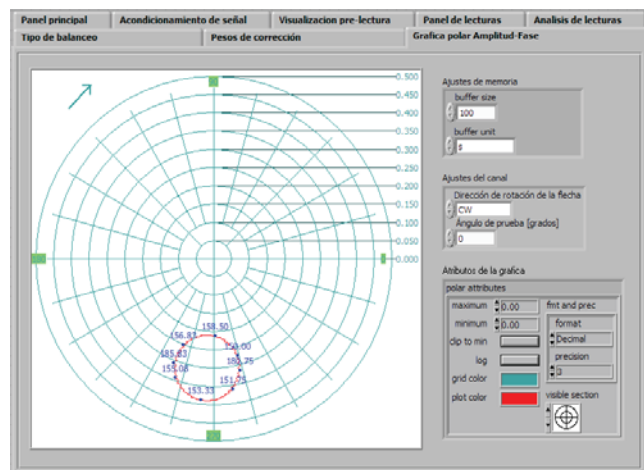 Panel principal
Acondicionamiento de señal
Visualizacion pre-lectura
Panel de lecturas
Analisis de lecturas
Tipo de balanceo
Pesos de corrección
Grafica polar Amplitud-Fase
90
0.500
0.450
0.400
0.350
0.300
0.250
0.200
0.150
0.100
0.050
0.000
180
0
270
158.50
156.83
185.83
155.08
153.33
151.75
180.75
Ajustes de memoria
buffer size
100
buffer unit
s
Ajustes del canal
Dirección de rotación de la flecha
CW
Ángulo de prueba [grados]
0
Atributos de la grafica
polar attributes
maximum
0.00
minimum
0.00
clip to min
log
grid color
plot color
fmt and prec
format
Decimal
precision
3
visible section